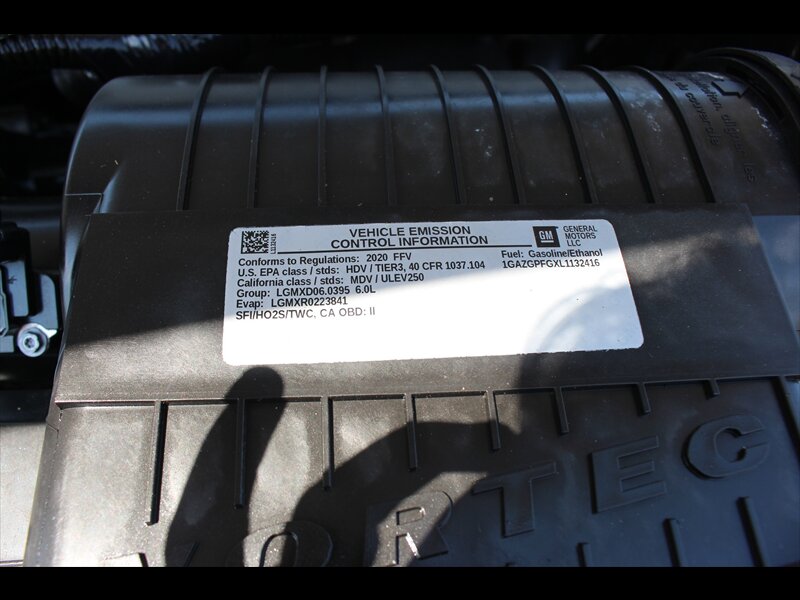 VEHICLE EMISSION
CONTROL INFORMATION
GM
GENERAL
MOTORS
LLC
L1132416
Conforms to Regulations: 2020 FFV
Fuel: Gasoline/Ethanol
U.S. EPA class / stds: HDV / TIER3, 40 CFR 1037.104
1GAZGPFGXL1132416
California class / stds: MDV / ULEV250
Group: LGMXD06.0395 6.0L
Evap: LGMXR0223841
SFI/HO2S/TWC, CA OBD: II
VORTEC